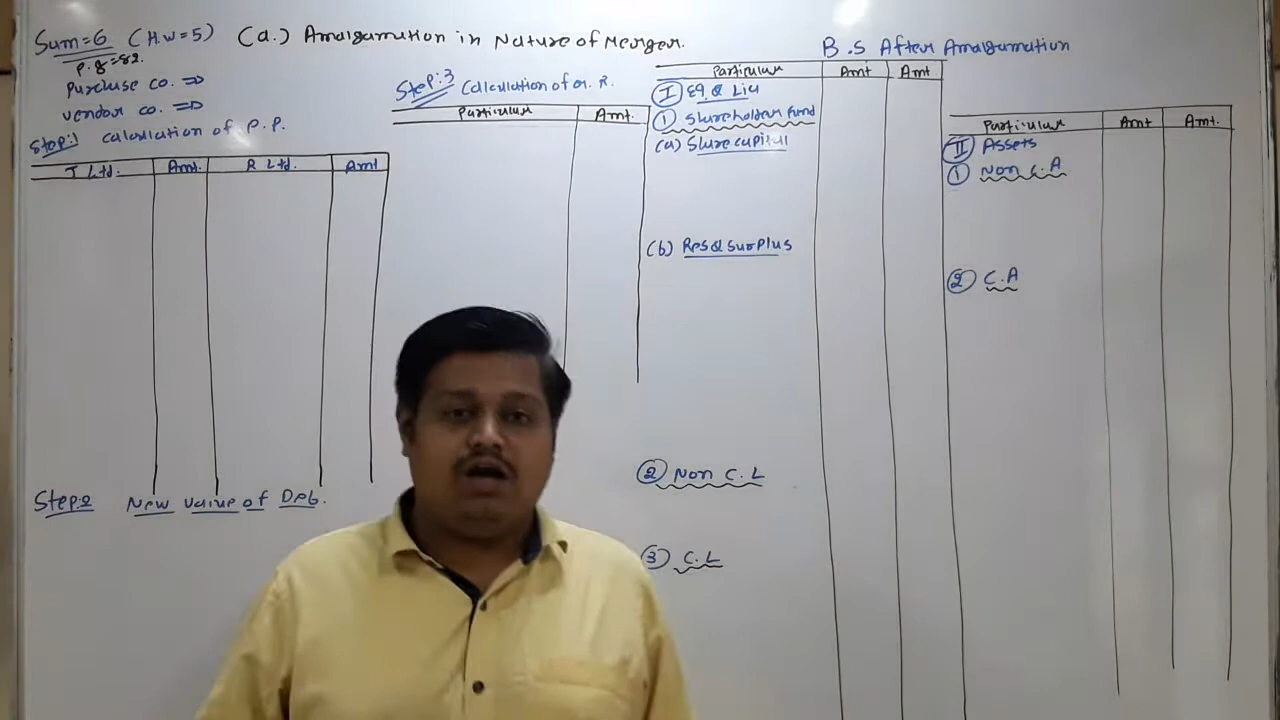 Sum=6 (H.W=5) (a.) Amalgamation in Nature of Merger.
P.g=82.
Purchase co. =>
vendor co. =>
Step:1 calculation of P.P.
J Ltd. Amt. R Ltd. Amt
Step:2 New value of Deb.
Step:3 Calculation of
Particular Amt.
B.S After Amalgamation
Particular Amt Amt
I Eq. & Lia
1 Shareholder fund
(a) Share capital
(b) Res & Surplus
2 Non C.L
3 C.L
Particular Amt Amt.
II Assets
1 Non C.A
2 C.A